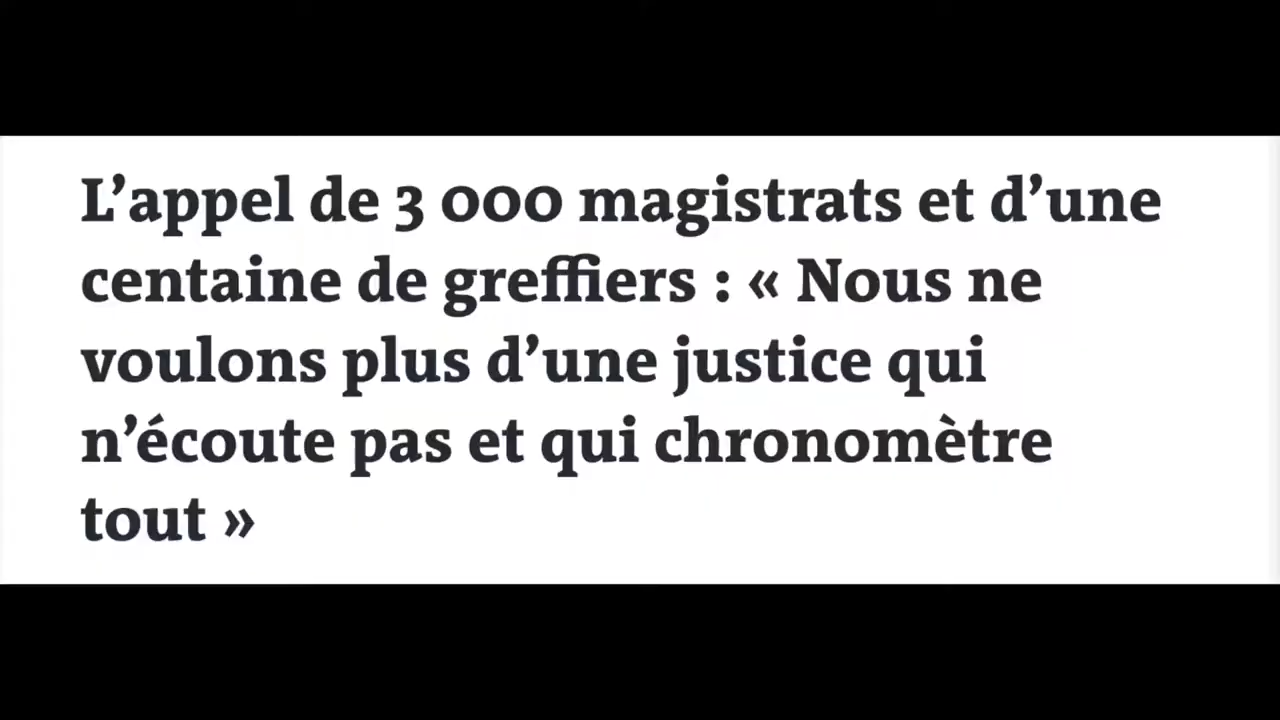 L’appel de 3 000 magistrats et d’une
centaine de greffiers : « Nous ne
voulons plus d’une justice qui
n’écoute pas et qui chronomètre
tout »